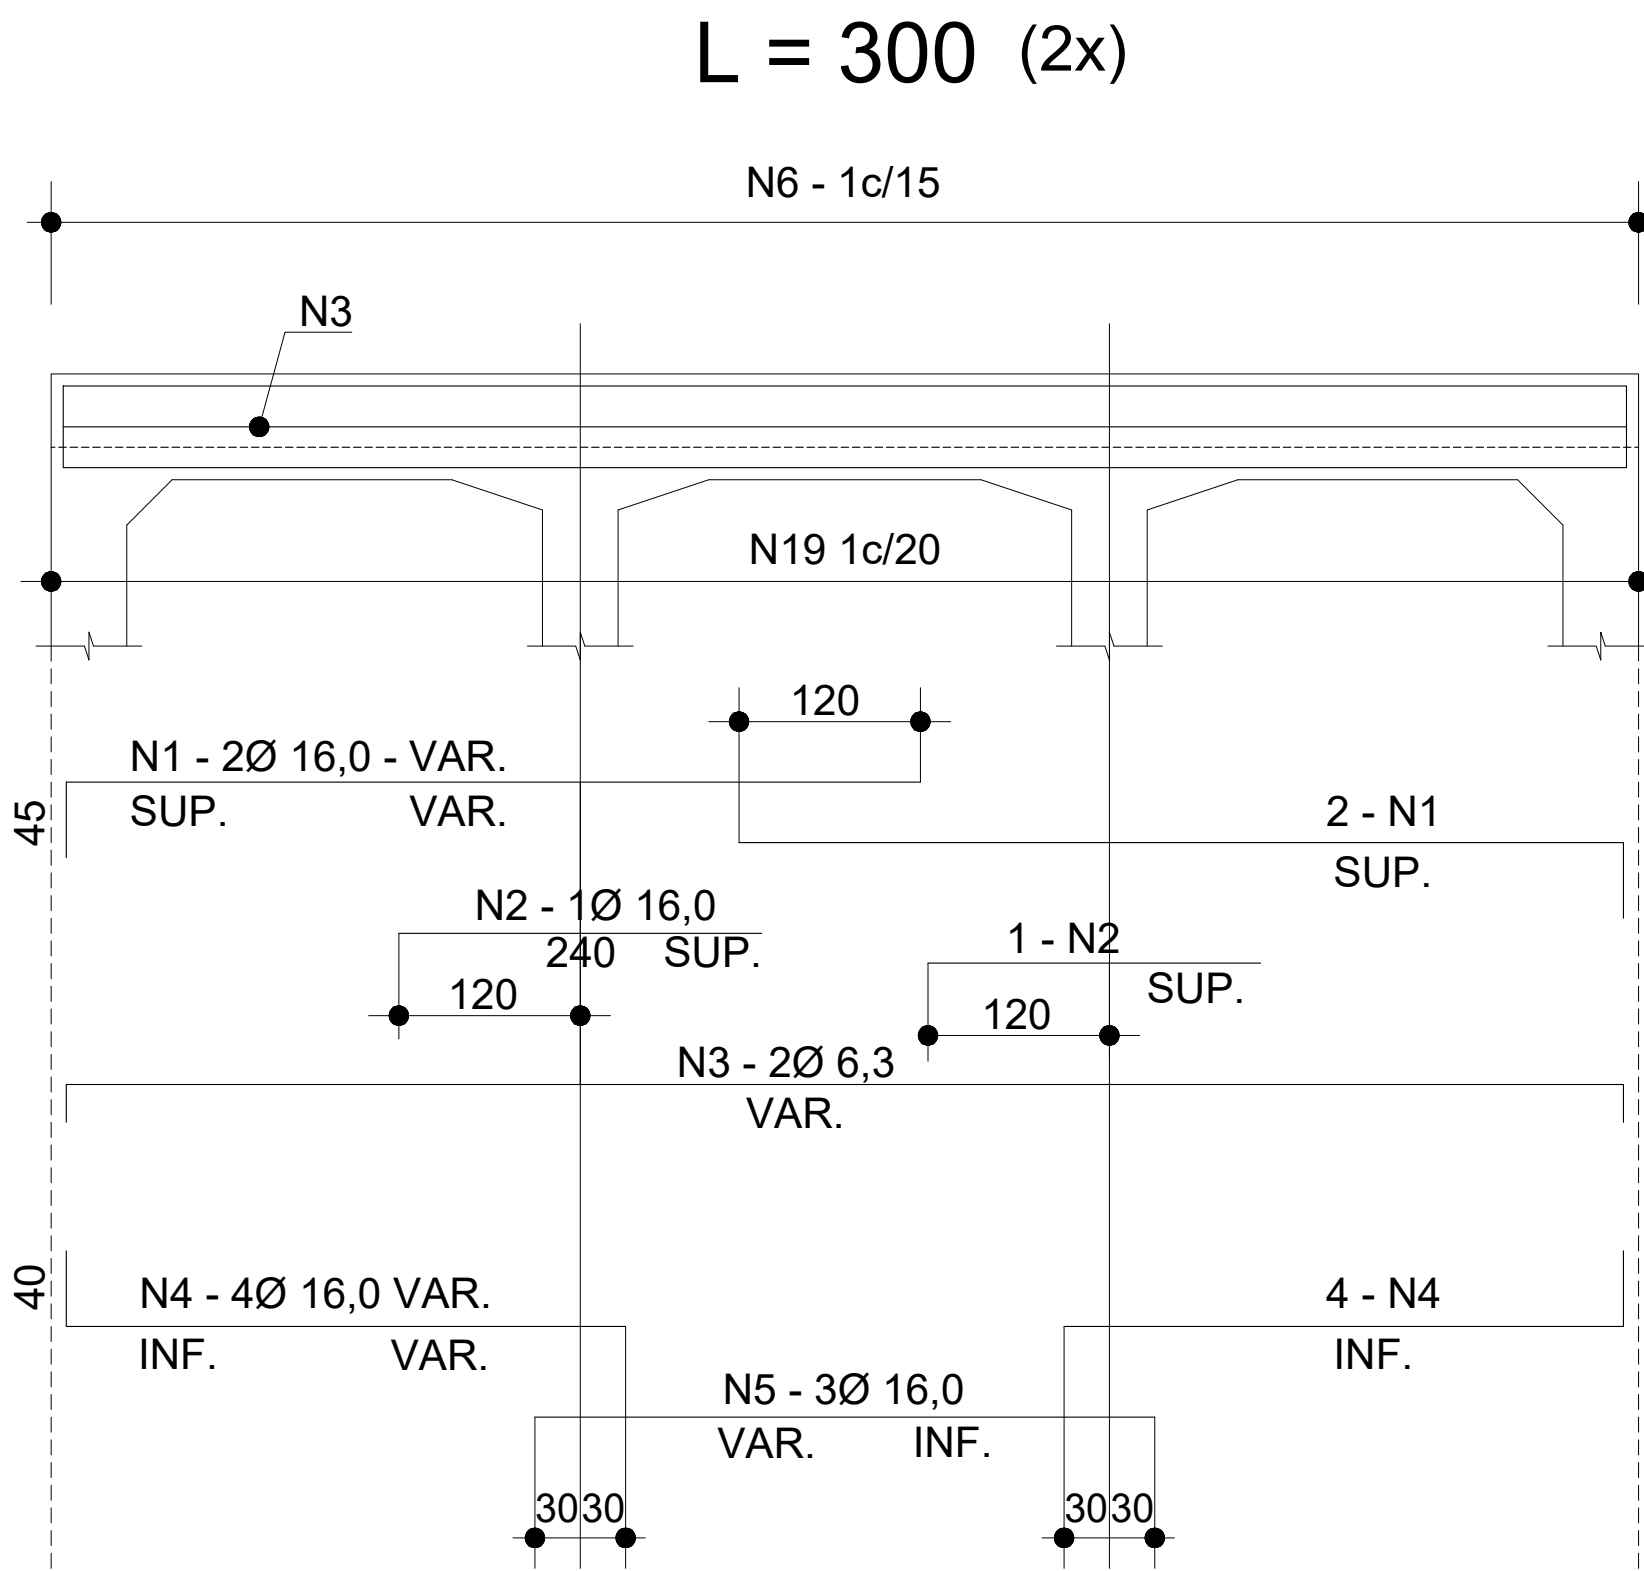 L = 300 (2x)
N6 - 1c/15
N3
N19 1c/20
120
N1 - 2Ø 16,0 - VAR.
SUP. VAR.
45
2 - N1
SUP.
N2 - 1Ø 16,0
240 SUP.
120
1 - N2
SUP.
120
N3 - 2Ø 6,3
VAR.
40
N4 - 4Ø 16,0 VAR.
INF. VAR.
4 - N4
INF.
N5 - 3Ø 16,0
VAR. INF.
30 30
30 30